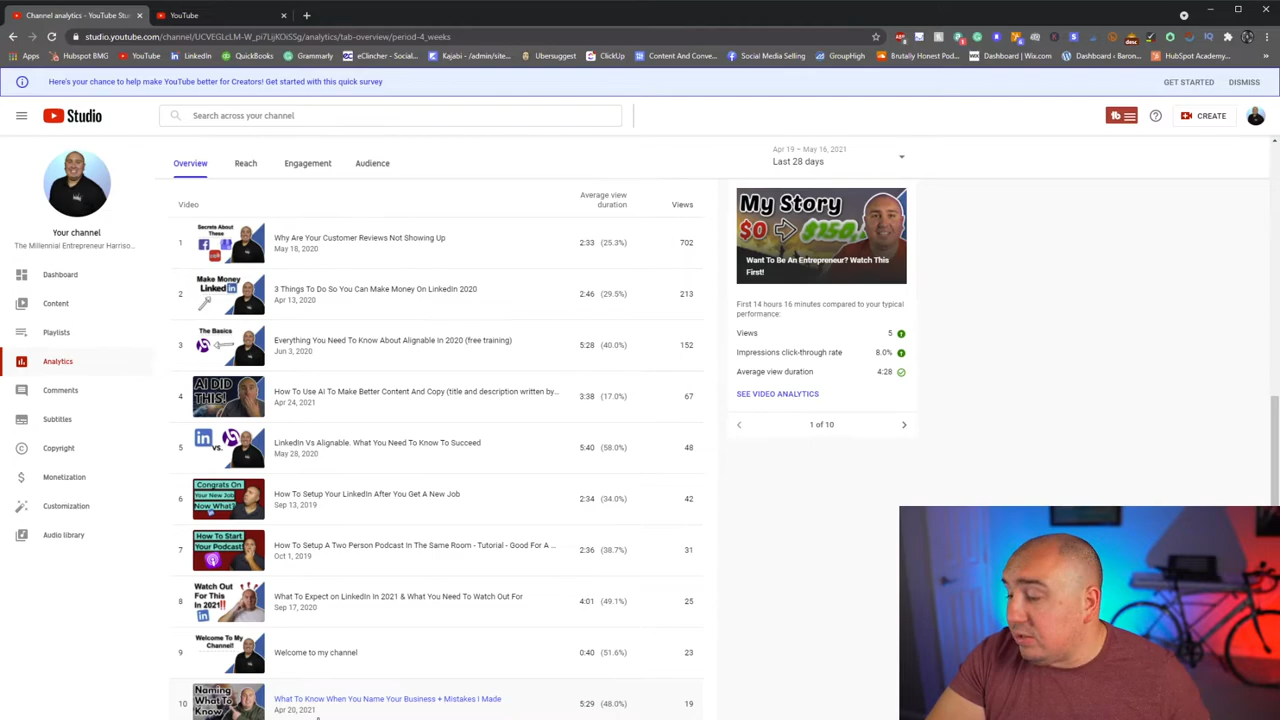 Channel analytics - YouTube Stu
YouTube
studio.youtube.com/channel/UCVEGLcLM-W_pi7LijKOiSSg/analytics/tab-overview/period-4_weeks
Apps
Hubspot BMG
YouTube
LinkedIn
QuickBooks
Grammarly
eClincher - Social...
Kajabi - /admin/site...
Ubersuggest
ClickUp
Content And Conve...
Social Media Selling
GroupHigh
Brutally Honest Pod...
Dashboard | Wix.com
Dashboard ‹ Baron...
HubSpot Academy...
Here's your chance to help make YouTube better for Creators! Get started with this quick survey
GET STARTED
DISMISS
Studio
Search across your channel
CREATE
Your channel
The Millennial Entrepreneur Harriso...
Dashboard
Content
Playlists
Analytics
Comments
Subtitles
Copyright
Monetization
Customization
Audio library
Overview
Reach
Engagement
Audience
Apr 19 – May 16, 2021
Last 28 days
Video
Average view
duration
Views
1
Secrets About
These
Why Are Your Customer Reviews Not Showing Up
May 18, 2020
2:33 (25.3%)
702
2
Make Money
LinkedIn
3 Things To Do So You Can Make Money On LinkedIn 2020
Apr 13, 2020
2:46 (29.5%)
213
3
The Basics
Everything You Need To Know About Alignable In 2020 (free training)
Jun 3, 2020
5:28 (40.0%)
152
4
AI DID
THIS!
How To Use AI To Make Better Content And Copy (title and description written by...
Apr 24, 2021
3:38 (17.0%)
67
5
in
VS.
LinkedIn Vs Alignable. What You Need To Know To Succeed
May 28, 2020
5:40 (58.0%)
48
6
Congrats On
Your New Job
Now What?
How To Setup Your LinkedIn After You Get A New Job
Sep 13, 2019
2:34 (34.0%)
42
7
How To Start
Your Podcast!
How To Setup A Two Person Podcast In The Same Room - Tutorial - Good For A ...
Oct 1, 2019
2:36 (38.7%)
31
8
Watch Out
For This
In 2021!!
in
What To Expect on LinkedIn In 2021 & What You Need To Watch Out For
Sep 17, 2020
4:01 (49.1%)
25
9
Welcome To My
Channel!
Welcome to my channel
0:40 (51.6%)
23
10
Naming
What To
Know
What To Know When You Name Your Business + Mistakes I Made
Apr 20, 2021
5:29 (48.0%)
19
My Story
$0
$150,
Want To Be An Entrepreneur? Watch This
First!
First 14 hours 16 minutes compared to your typical
performance:
Views
5
Impressions click-through rate
8.0%
Average view duration
4:28
SEE VIDEO ANALYTICS
1 of 10